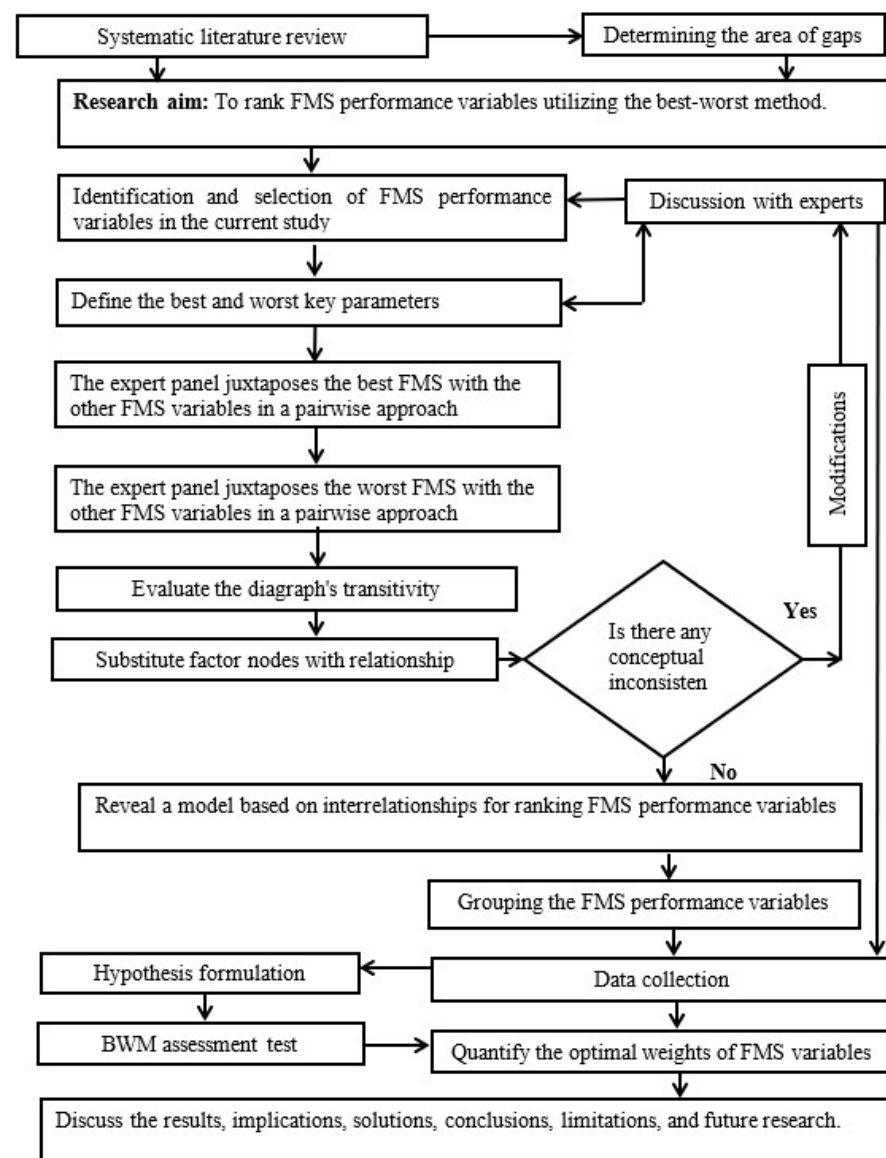 Systematic literature review
Determining the area of gaps
Research aim: To rank FMS performance variables utilizing the best-worst method.
Identification and selection of FMS performance
variables in the current study
Discussion with experts
Define the best and worst key parameters
The expert panel juxtaposes the best FMS with the
other FMS variables in a pairwise approach
Modifications
The expert panel juxtaposes the worst FMS with the
other FMS variables in a pairwise approach
Evaluate the diagraph's transitivity
Yes
Substitute factor nodes with relationship
Is there any
conceptual
inconsisten
No
Reveal a model based on interrelationships for ranking FMS performance variables
Grouping the FMS performance variables
Hypothesis formulation
Data collection
BWM assessment test
Quantify the optimal weights of FMS variables
Discuss the results, implications, solutions, conclusions, limitations, and future research.